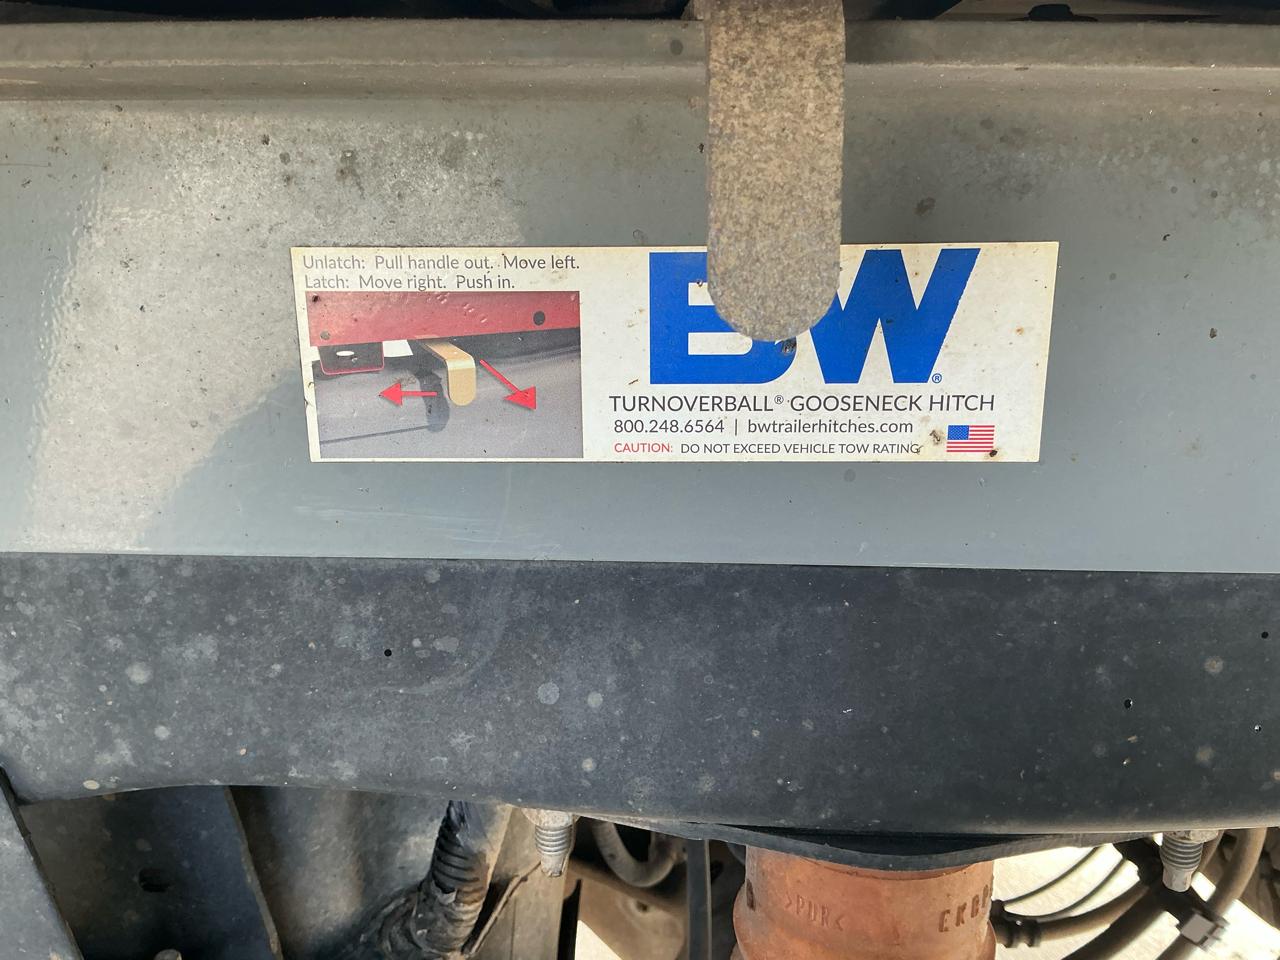 Unlatch: Pull handle out. Move left.
Latch: Move right. Push in.
BW®
TURNOVERBALL® GOOSENECK HITCH
800.248.6564 | bwtrailerhitches.com
CAUTION: DO NOT EXCEED VEHICLE TOW RATING
>PUR<